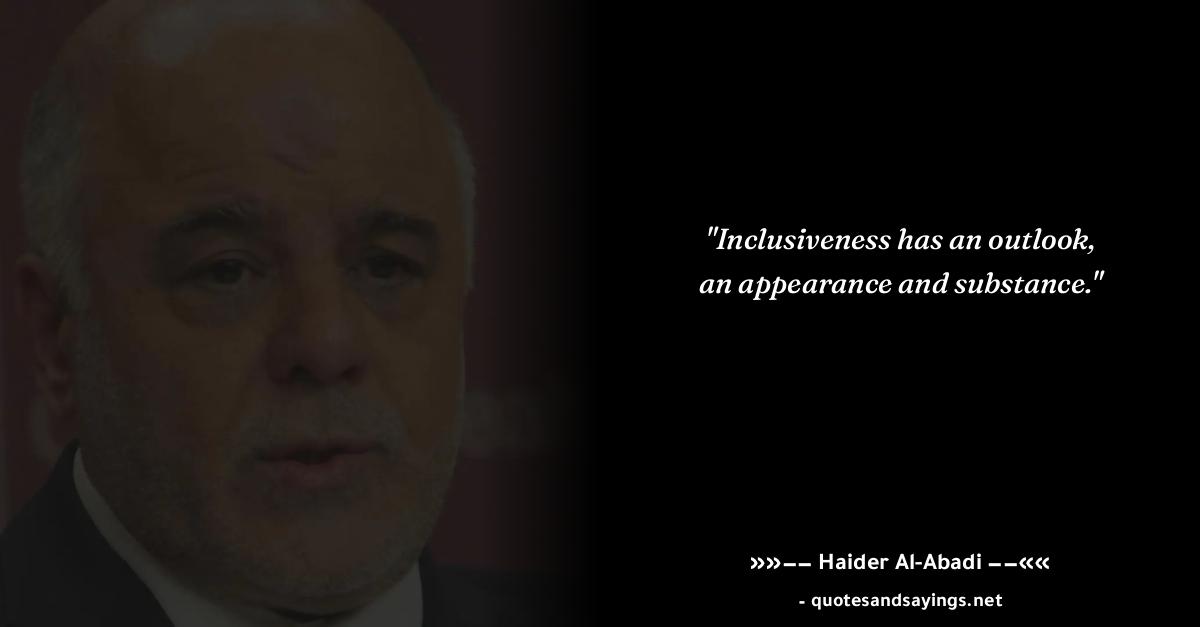 "Inclusiveness has an outlook,
an appearance and substance."
»»−− Haider Al-Abadi −−««
- quotesandsayings.net